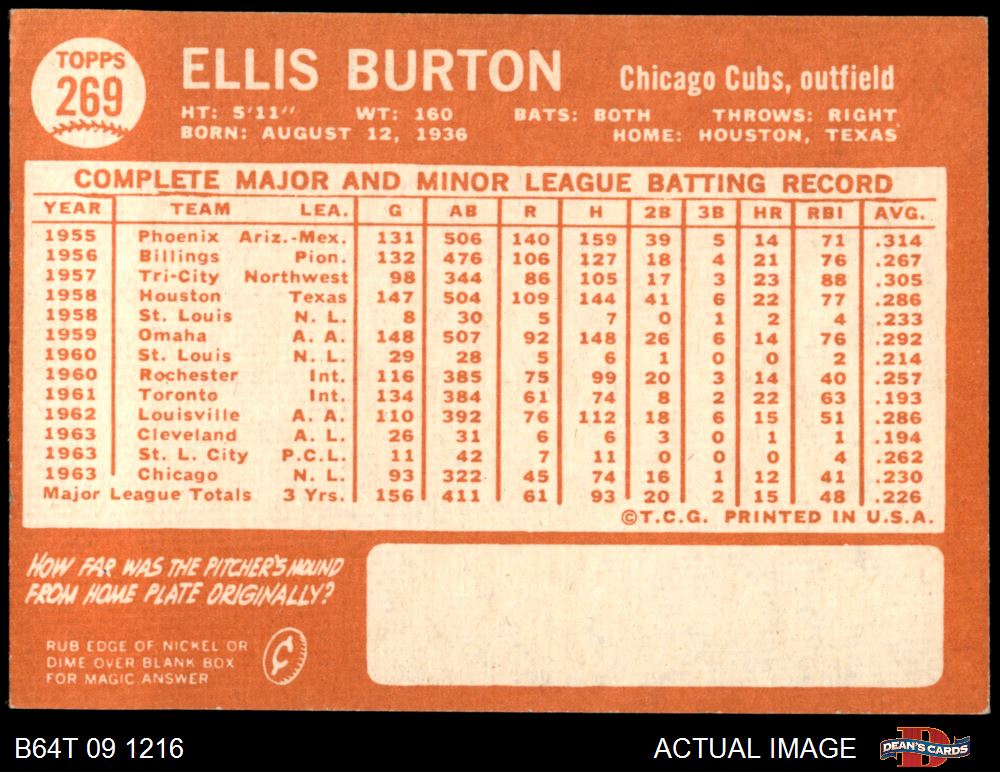 TOPPS
269
ELLIS BURTON Chicago Cubs, outfield
HT: 5'11" WT: 160 BATS: BOTH THROWS: RIGHT
BORN: AUGUST 12, 1936 HOME: HOUSTON, TEXAS
COMPLETE MAJOR AND MINOR LEAGUE BATTING RECORD
YEAR TEAM LEA. G AB R H 2B 3B HR RBI AVG.
1955 Phoenix Ariz.-Mex. 131 506 140 159 39 5 14 71 .314
1956 Billings Pion. 132 476 106 127 18 4 21 76 .267
1957 Tri-City Northwest 98 344 86 105 17 3 23 88 .305
1958 Houston Texas 147 504 109 144 41 6 22 77 .286
1958 St. Louis N. L. 8 30 5 7 0 1 2 4 .233
1959 Omaha A. A. 148 507 92 148 26 6 14 76 .292
1960 St. Louis N. L. 29 28 5 6 1 0 0 2 .214
1960 Rochester Int. 116 385 75 99 20 3 14 40 .257
1961 Toronto Int. 134 384 61 74 8 2 22 63 .193
1962 Louisville A. A. 110 392 76 112 18 6 15 51 .286
1963 Cleveland A. L. 26 31 6 6 3 0 1 1 .194
1963 St. L. City P.C.L. 11 42 7 11 0 0 0 4 .262
1963 Chicago N. L. 93 322 45 74 16 1 12 41 .230
Major League Totals 3 Yrs. 156 411 61 93 20 2 15 48 .226
©T.C.G. PRINTED IN U.S.A.
HOW FAR WAS THE PITCHER'S MOUND
FROM HOME PLATE ORIGINALLY?
RUB EDGE OF NICKEL OR
DIME OVER BLANK BOX
FOR MAGIC ANSWER
¢
B64T 09 1216 ACTUAL IMAGE DEAN'S CARDS